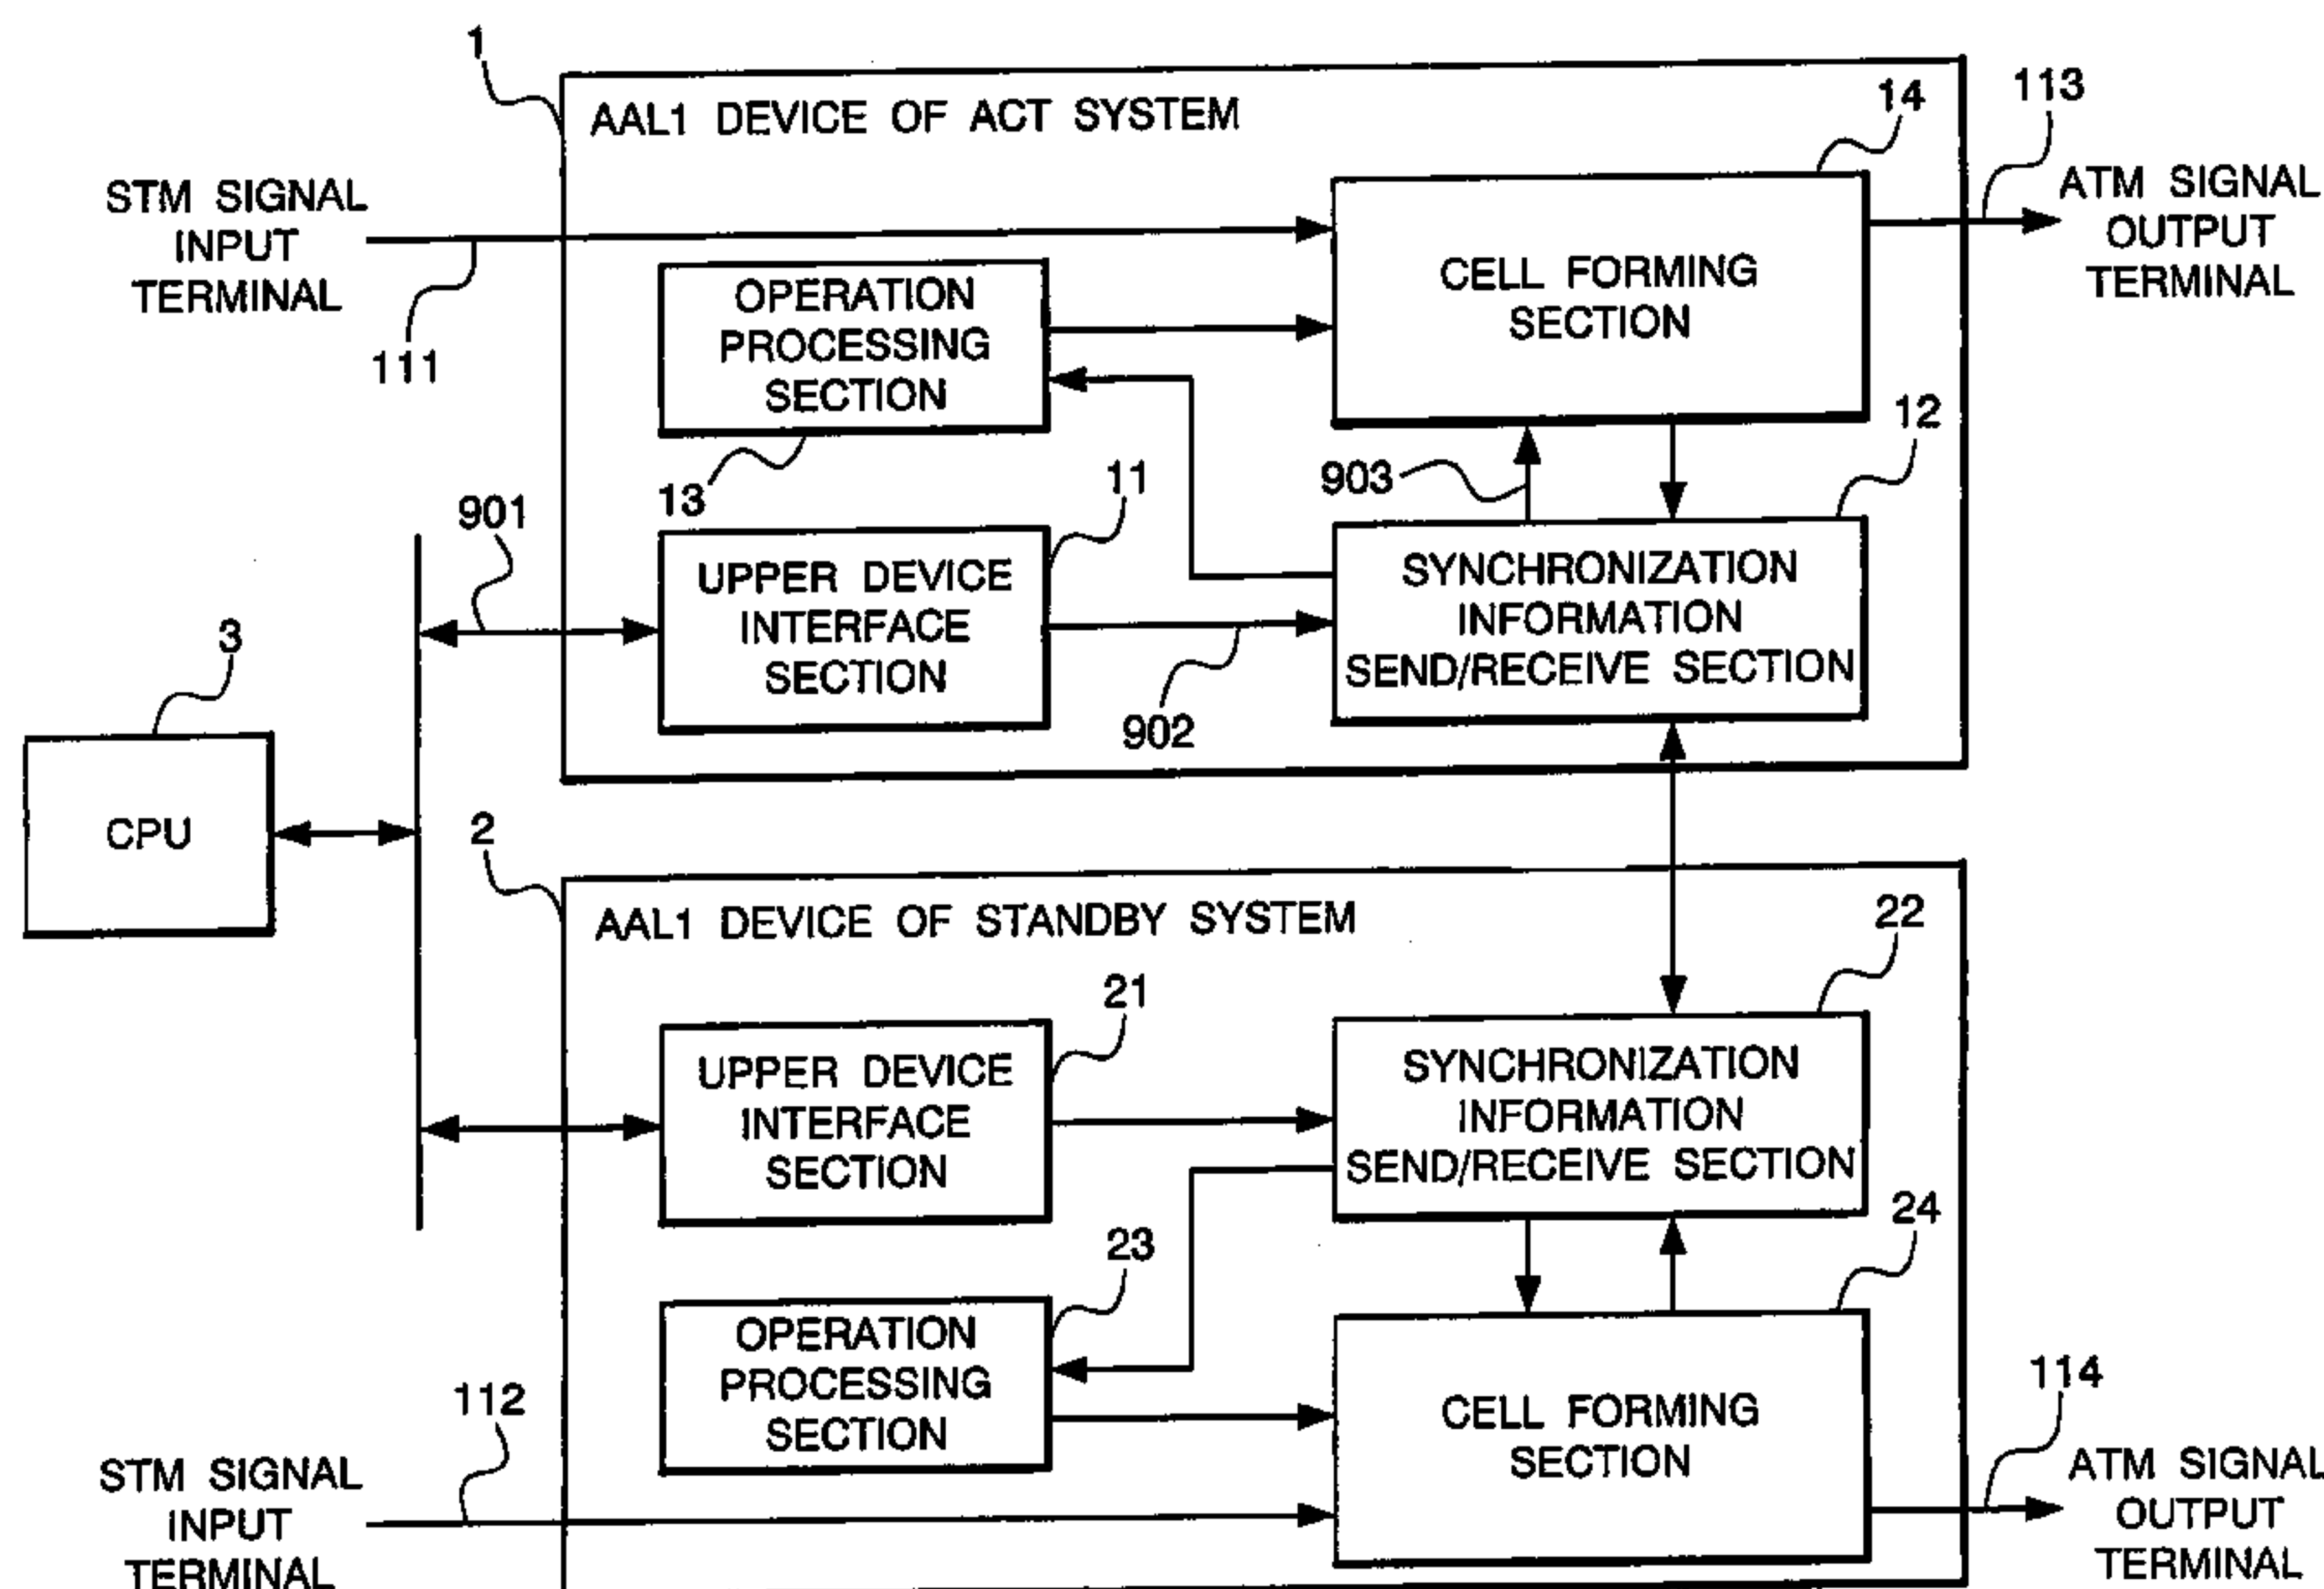 1
AAL1 DEVICE OF ACT SYSTEM
14
113
STM SIGNAL
INPUT
TERMINAL
ATM SIGNAL
OUTPUT
TERMINAL
111
OPERATION
PROCESSING
SECTION
CELL FORMING
SECTION
13
11
903
12
901
UPPER DEVICE
INTERFACE
SECTION
SYNCHRONIZATION
INFORMATION
SEND/RECEIVE SECTION
902
3
CPU
2
AAL1 DEVICE OF STANDBY SYSTEM
22
21
UPPER DEVICE
INTERFACE
SECTION
SYNCHRONIZATION
INFORMATION
SEND/RECEIVE SECTION
23
24
OPERATION
PROCESSING
SECTION
CELL FORMING
SECTION
112
114
STM SIGNAL
INPUT
TERMINAL
ATM SIGNAL
OUTPUT
TERMINAL